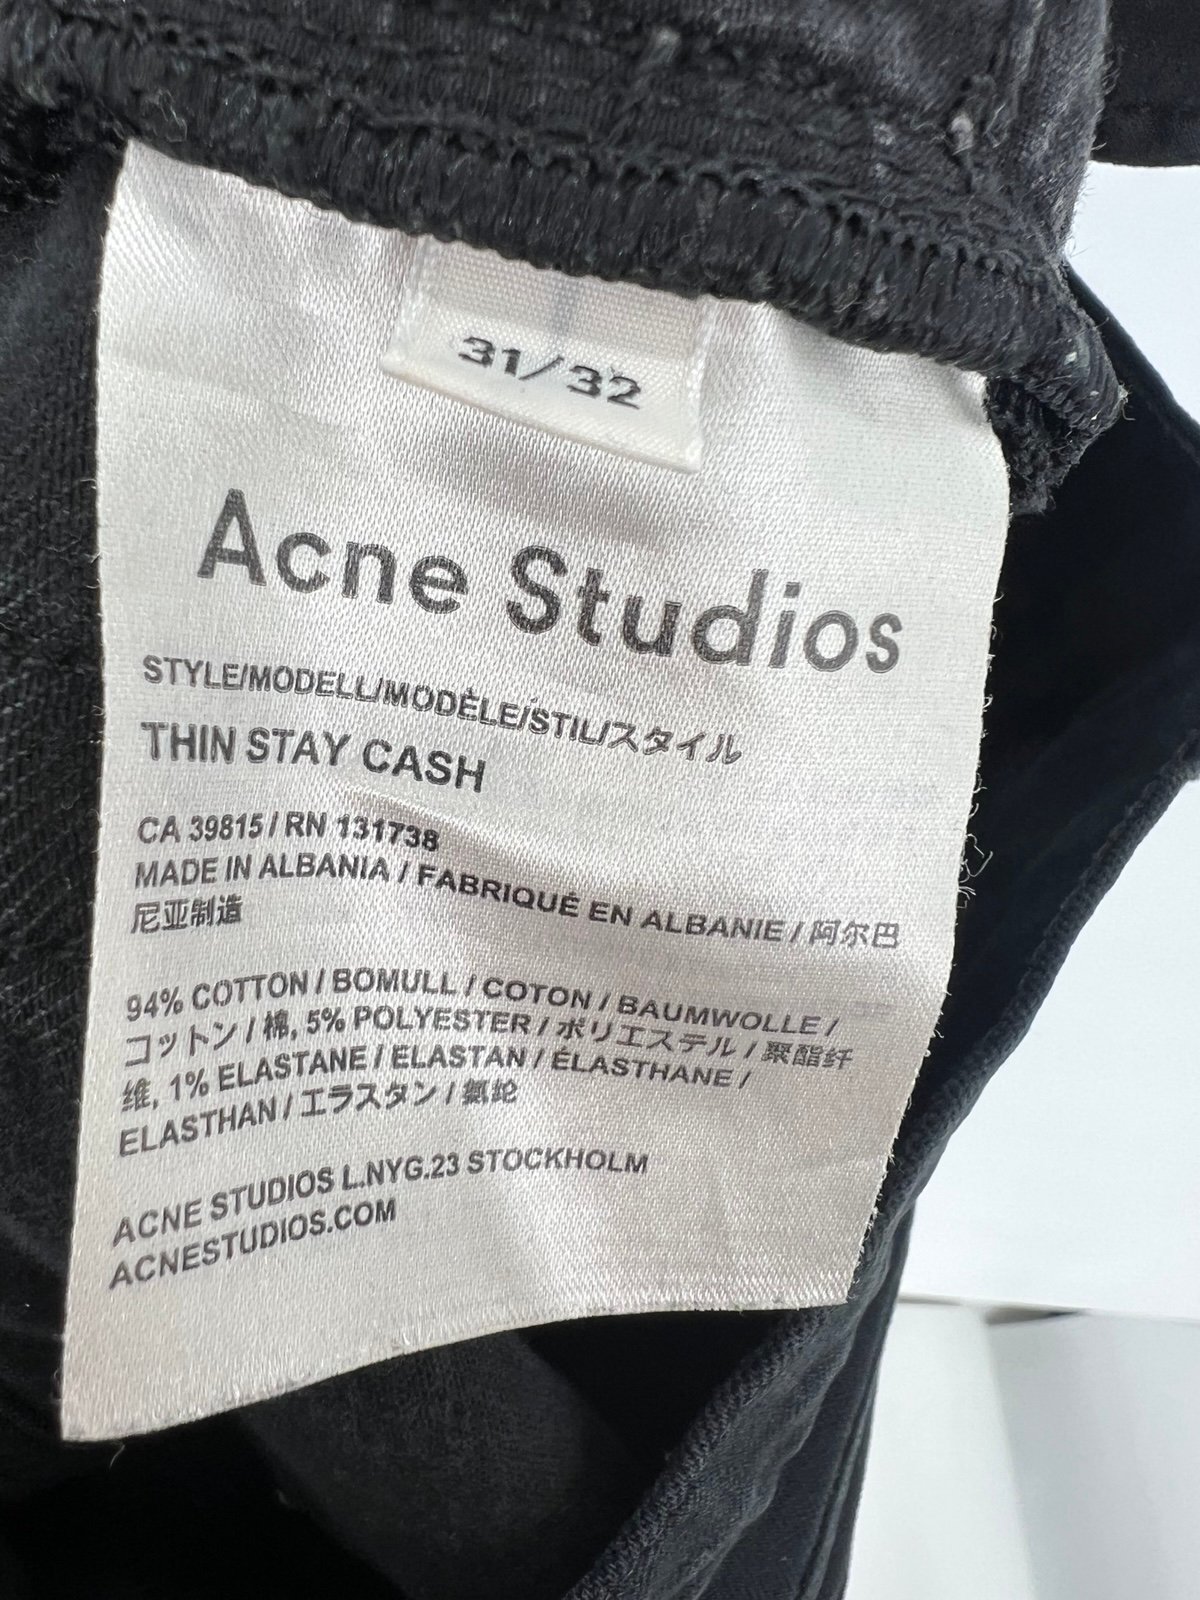 31/32
Acne Studios
STYLE/MODELL/MODÈLE/STIL/スタイル
THIN STAY CASH
CA 39815 / RN 131738
MADE IN ALBANIA / FABRIQUÉ EN ALBANIE / 阿尔巴
尼亚制造
94% COTTON / BOMULL / COTON / BAUMWOLLE /
コットン / 棉, 5% POLYESTER / ポリエステル / 聚酯纤
维, 1% ELASTANE / ELASTAN / ÉLASTHANE /
ELASTHAN / エラスタン / 氨纶
ACNE STUDIOS L.NYG.23 STOCKHOLM
ACNESTUDIOS.COM